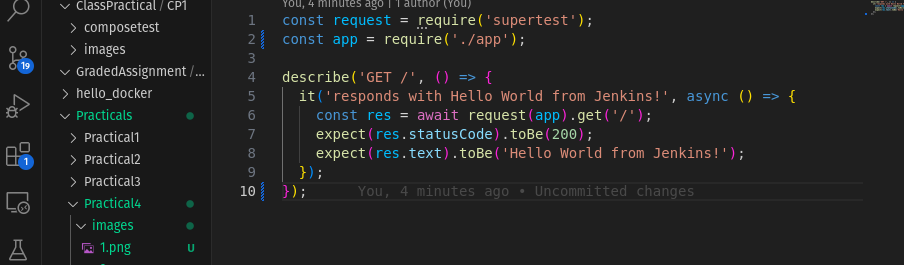 ClassPractical / CP1
composetest
images
GradedAssignment /...
hello_docker
Practicals
Practical1
Practical2
Practical3
Practical4
images
1.png U
19
1
You, 4 minutes ago | 1 author (You)
1 const request = require('supertest');
2 const app = require('./app');
3
4 describe('GET /', () => {
5 it('responds with Hello World from Jenkins!', async () => {
6 const res = await request(app).get('/');
7 expect(res.statusCode).toBe(200);
8 expect(res.text).toBe('Hello World from Jenkins!');
9 });
10 }); You, 4 minutes ago • Uncommitted changes